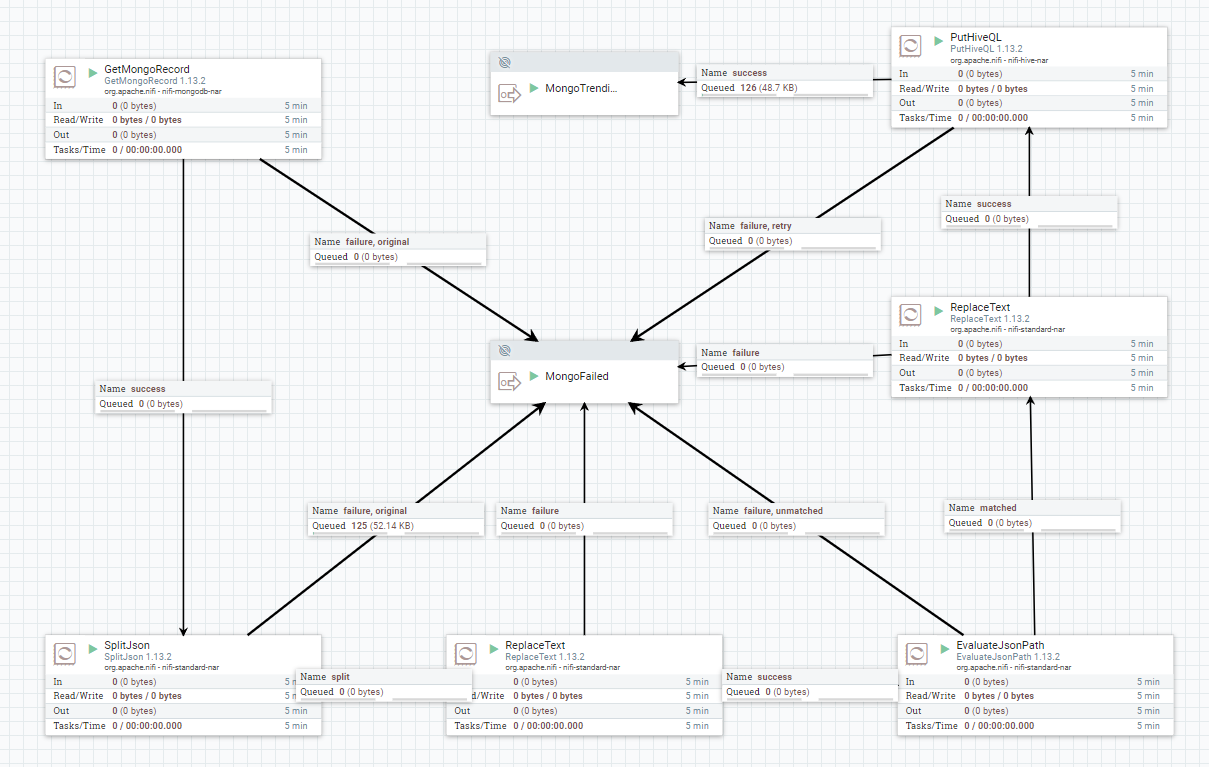 GetMongoRecord
GetMongoRecord 1.13.2
org.apache.nifi - nifi-mongodb-nar
In 0 (0 bytes) 5 min
Read/Write 0 bytes / 0 bytes 5 min
Out 0 (0 bytes) 5 min
Tasks/Time 0 / 00:00:00.000 5 min
MongoTrendi...
Name success
Queued 126 (48.7 KB)
PutHiveQL
PutHiveQL 1.13.2
org.apache.nifi - nifi-hive-nar
In 0 (0 bytes) 5 min
Read/Write 0 bytes / 0 bytes 5 min
Out 0 (0 bytes) 5 min
Tasks/Time 0 / 00:00:00.000 5 min
Name success
Queued 0 (0 bytes)
Name failure, retry
Queued 0 (0 bytes)
Name failure, original
Queued 0 (0 bytes)
ReplaceText
ReplaceText 1.13.2
org.apache.nifi - nifi-standard-nar
In 0 (0 bytes) 5 min
Read/Write 0 bytes / 0 bytes 5 min
Out 0 (0 bytes) 5 min
Tasks/Time 0 / 00:00:00.000 5 min
MongoFailed
Name failure
Queued 0 (0 bytes)
Name success
Queued 0 (0 bytes)
Name failure, original
Queued 125 (52.14 KB)
Name failure
Queued 0 (0 bytes)
Name failure, unmatched
Queued 0 (0 bytes)
Name matched
Queued 0 (0 bytes)
SplitJson
SplitJson 1.13.2
org.apache.nifi - nifi-standard-nar
In 0 (0 bytes) 5 m
Read/Write 0 bytes / 0 bytes 5 m
Out 0 (0 bytes) 5 min
Tasks/Time 0 / 00:00:00.000 5 min
Name split
Queued 0 (0 bytes)
ReplaceText
ReplaceText 1.13.2
org.apache.nifi - nifi-standard-nar
0 (0 bytes) 5 min
d/Write 0 bytes / 0 bytes 5 min
Out 0 (0 bytes) 5 min
Tasks/Time 0 / 00:00:00.000 5 min
Name success
Queued 0 (0 bytes)
EvaluateJsonPath
EvaluateJsonPath 1.13.2
org.apache.nifi - nifi-standard-nar
In 0 (0 bytes) 5 min
Read/Write 0 bytes / 0 bytes 5 min
Out 0 (0 bytes) 5 min
Tasks/Time 0 / 00:00:00.000 5 min